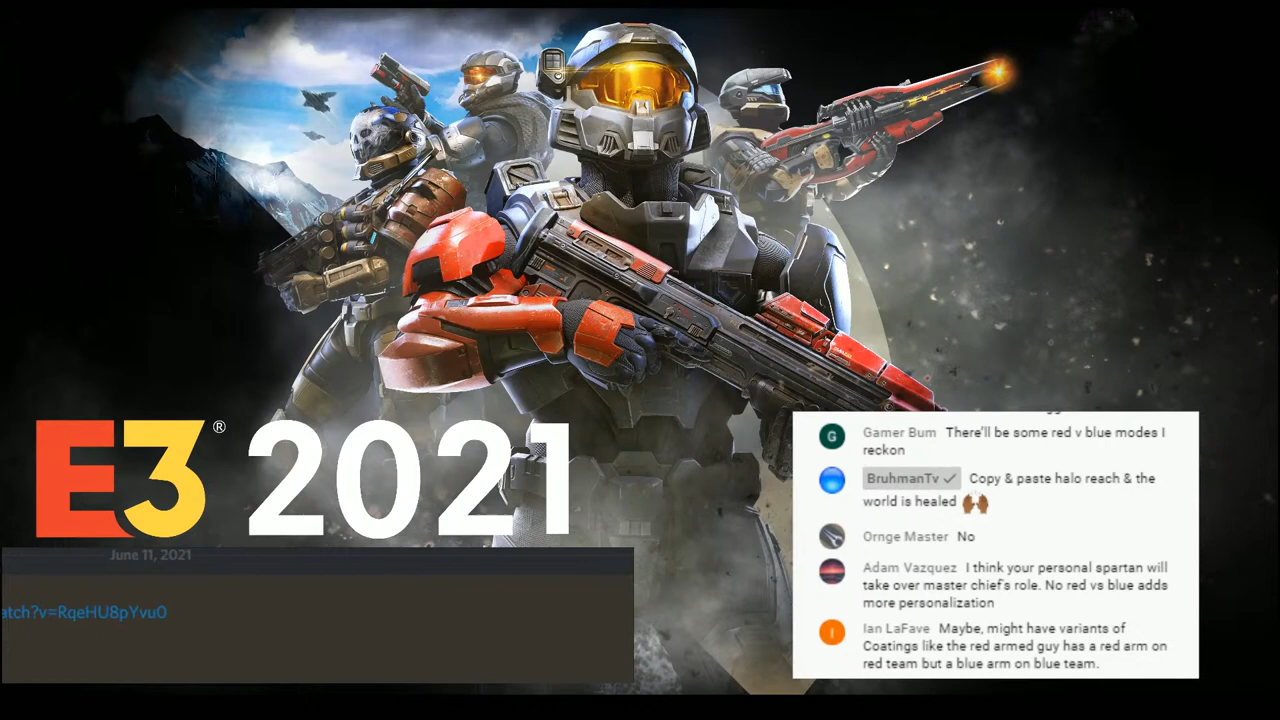 E3® 2021
June 11, 2021
atch?v=RqeHU8pYvu0
G Gamer Bum There'll be some red v blue modes I
reckon
BruhmanTv ✓ Copy & paste halo reach & the
world is healed
Ornge Master No
Adam Vazquez I think your personal spartan will
take over master chief's role. No red vs blue adds
more personalization
I Ian LaFave Maybe, might have variants of
Coatings like the red armed guy has a red arm on
red team but a blue arm on blue team.